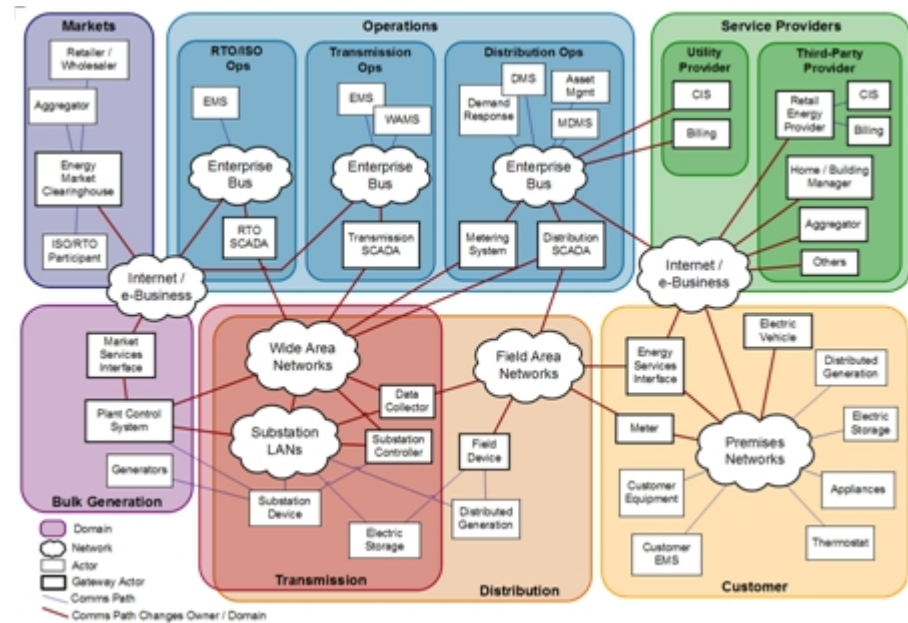 Markets
Retailer /
Wholesaler
Aggregator
Energy
Market
Clearinghouse
ISO/RTO
Participant
Operations
RTO/ISO
Ops
EMS
Enterprise
Bus
RTO
SCADA
Transmission
Ops
EMS
WAMS
Enterprise
Bus
Transmission
SCADA
Distribution Ops
DMS
Asset
Mgmt
Demand
Response
MDMS
Enterprise
Bus
Metering
System
Distribution
SCADA
Service Providers
Utility
Provider
CIS
Billing
Third-Party
Provider
Retail
Energy
Provider
CIS
Billing
Home / Building
Manager
Aggregator
Others
Internet /
e-Business
Internet /
e-Business
Market
Services
Interface
Plant Control
System
Generators
Bulk Generation
Wide Area
Networks
Data
Collector
Substation
LANs
Substation
Controller
Substation
Device
Electric
Storage
Transmission
Field Area
Networks
Field
Device
Distributed
Generation
Distribution
Energy
Services
Interface
Electric
Vehicle
Distributed
Generation
Meter
Premises
Networks
Electric
Storage
Customer
Equipment
Appliances
Customer
EMS
Thermostat
Customer
Domain
Network
Actor
Gateway Actor
Comms Path
Comms Path Changes Owner / Domain